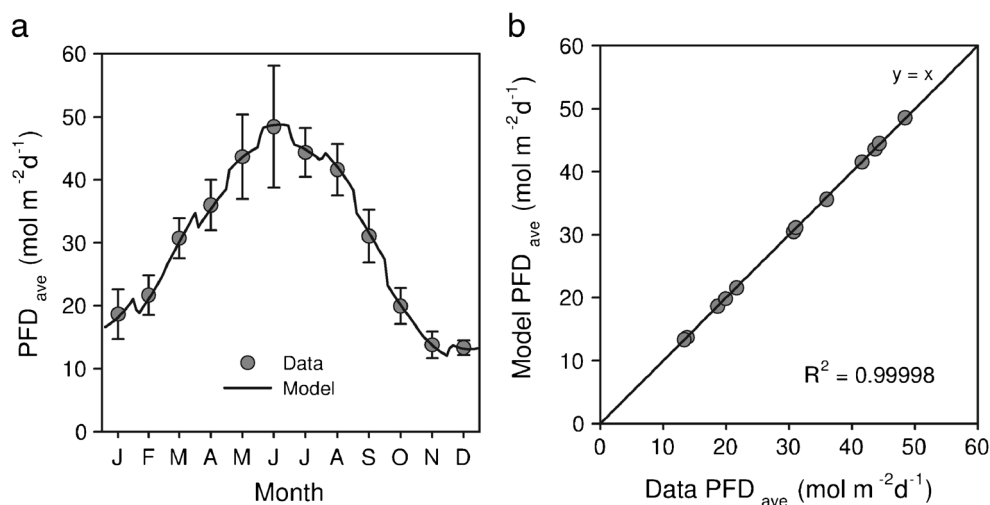 a
60
50
40
30
20
10
0
PFD ave (mol m -2 d -1)
Data
Model
J F M A M J J A S O N D
Month
b
60
50
40
30
20
10
0
Model PFD ave (mol m -2 d -1)
y = x
R2 = 0.99998
0 10 20 30 40 50 60
Data PFD ave (mol m -2 d -1)